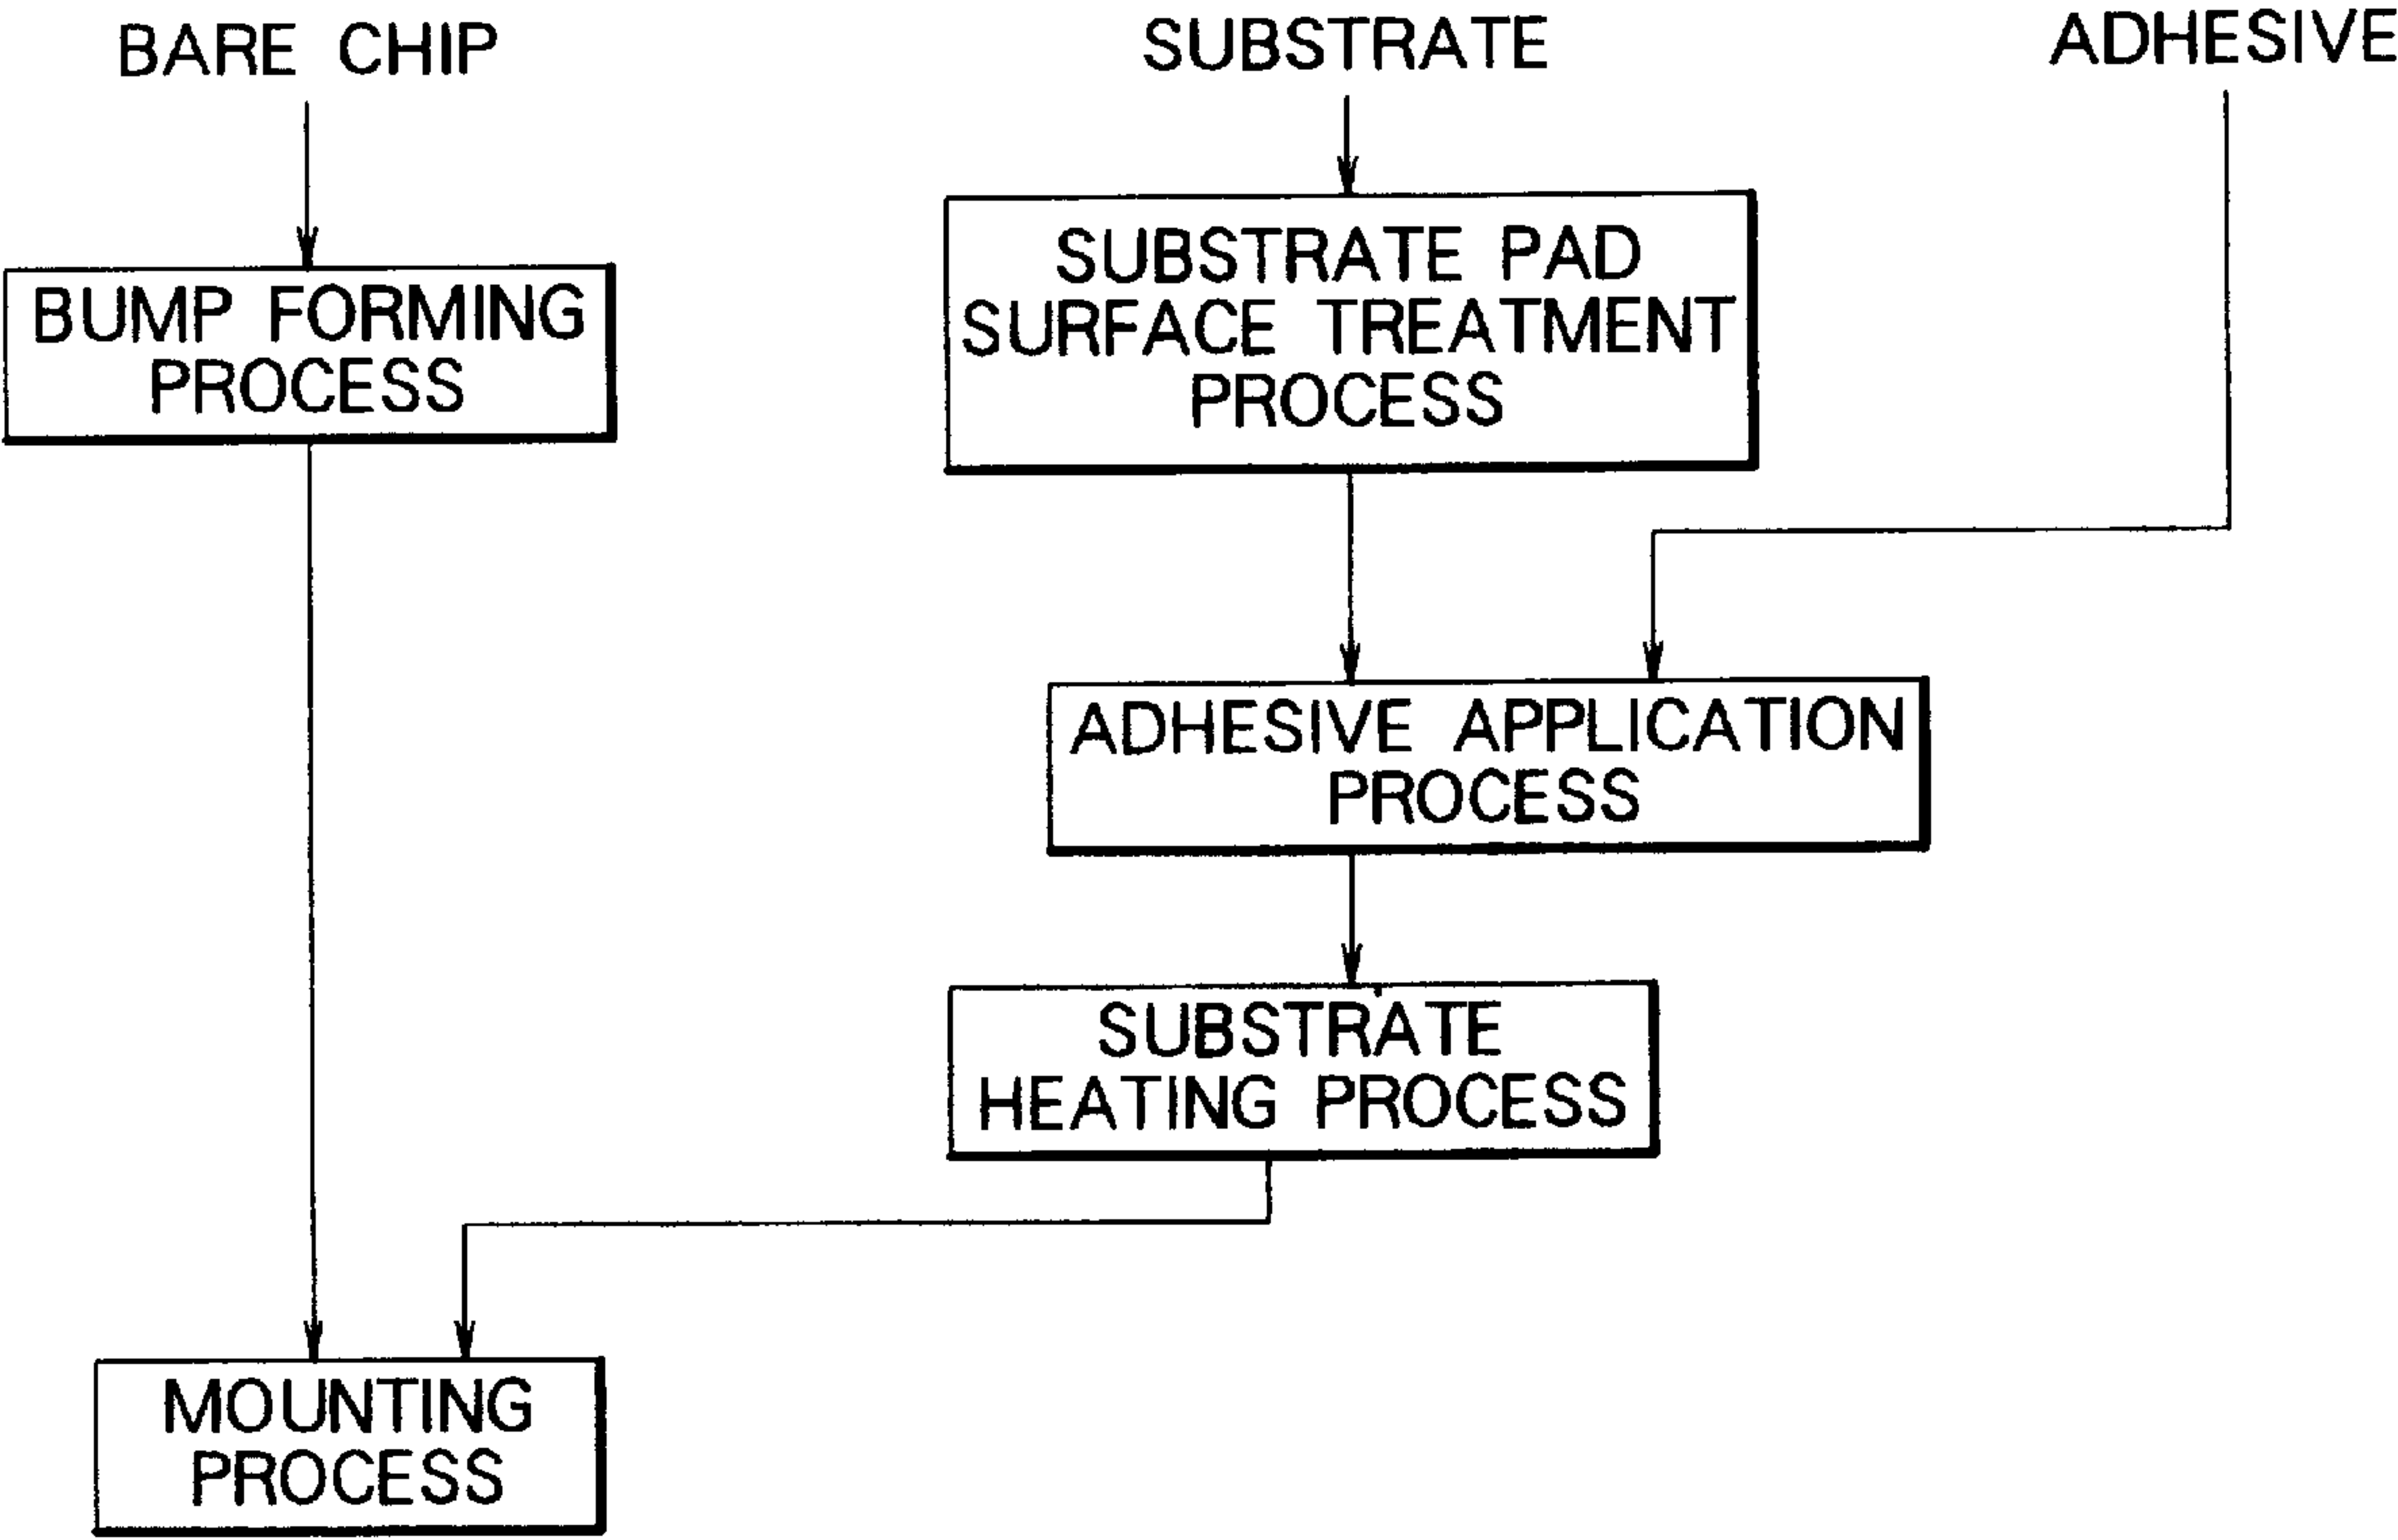 BARE CHIP
SUBSTRATE
ADHESIVE
BUMP FORMING
PROCESS
SUBSTRATE PAD
SURFACE TREATMENT
PROCESS
ADHESIVE APPLICATION
PROCESS
SUBSTRATE
HEATING PROCESS
MOUNTING
PROCESS